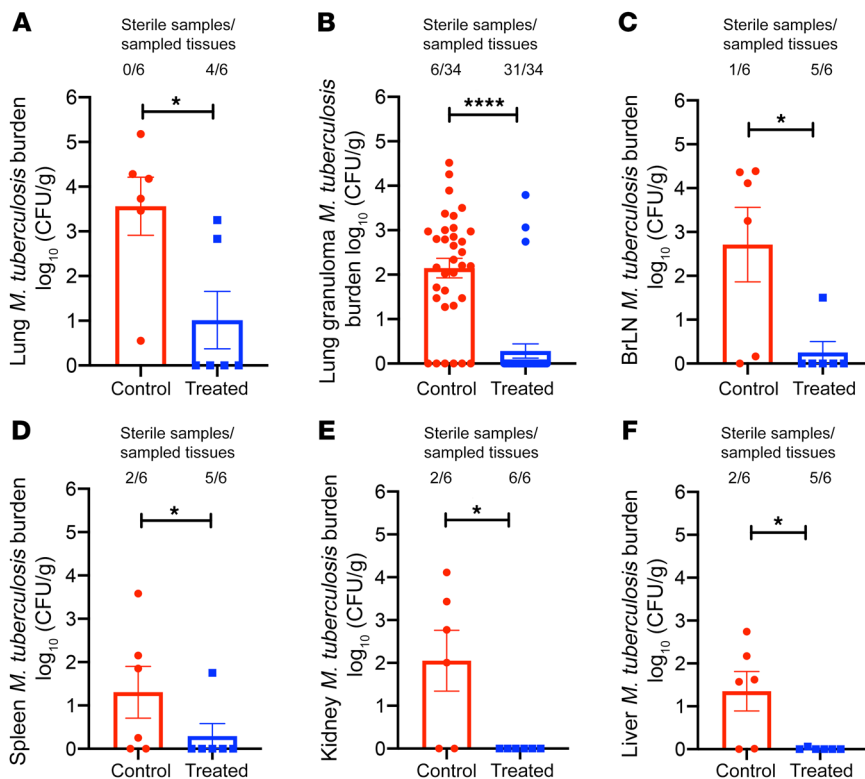 A
Sterile samples/
sampled tissues
0/6 4/6
Lung M. tuberculosis burden
log10 (CFU/g)
6
5
4
3
2
1
0
*
Control Treated
B
Sterile samples/
sampled tissues
6/34 31/34
Lung granuloma M. tuberculosis
burden log10 (CFU/g)
6
5
4
3
2
1
0
****
Control Treated
C
Sterile samples/
sampled tissues
1/6 5/6
BrLN M. tuberculosis burden
log10 (CFU/g)
6
5
4
3
2
1
0
*
Control Treated
D
Sterile samples/
sampled tissues
2/6 5/6
Spleen M. tuberculosis burden
log10 (CFU/g)
6
5
4
3
2
1
0
*
Control Treated
E
Sterile samples/
sampled tissues
2/6 6/6
Kidney M. tuberculosis burden
log10 (CFU/g)
6
5
4
3
2
1
0
*
Control Treated
F
Sterile samples/
sampled tissues
2/6 5/6
Liver M. tuberculosis burden
log10 (CFU/g)
6
5
4
3
2
1
0
*
Control Treated